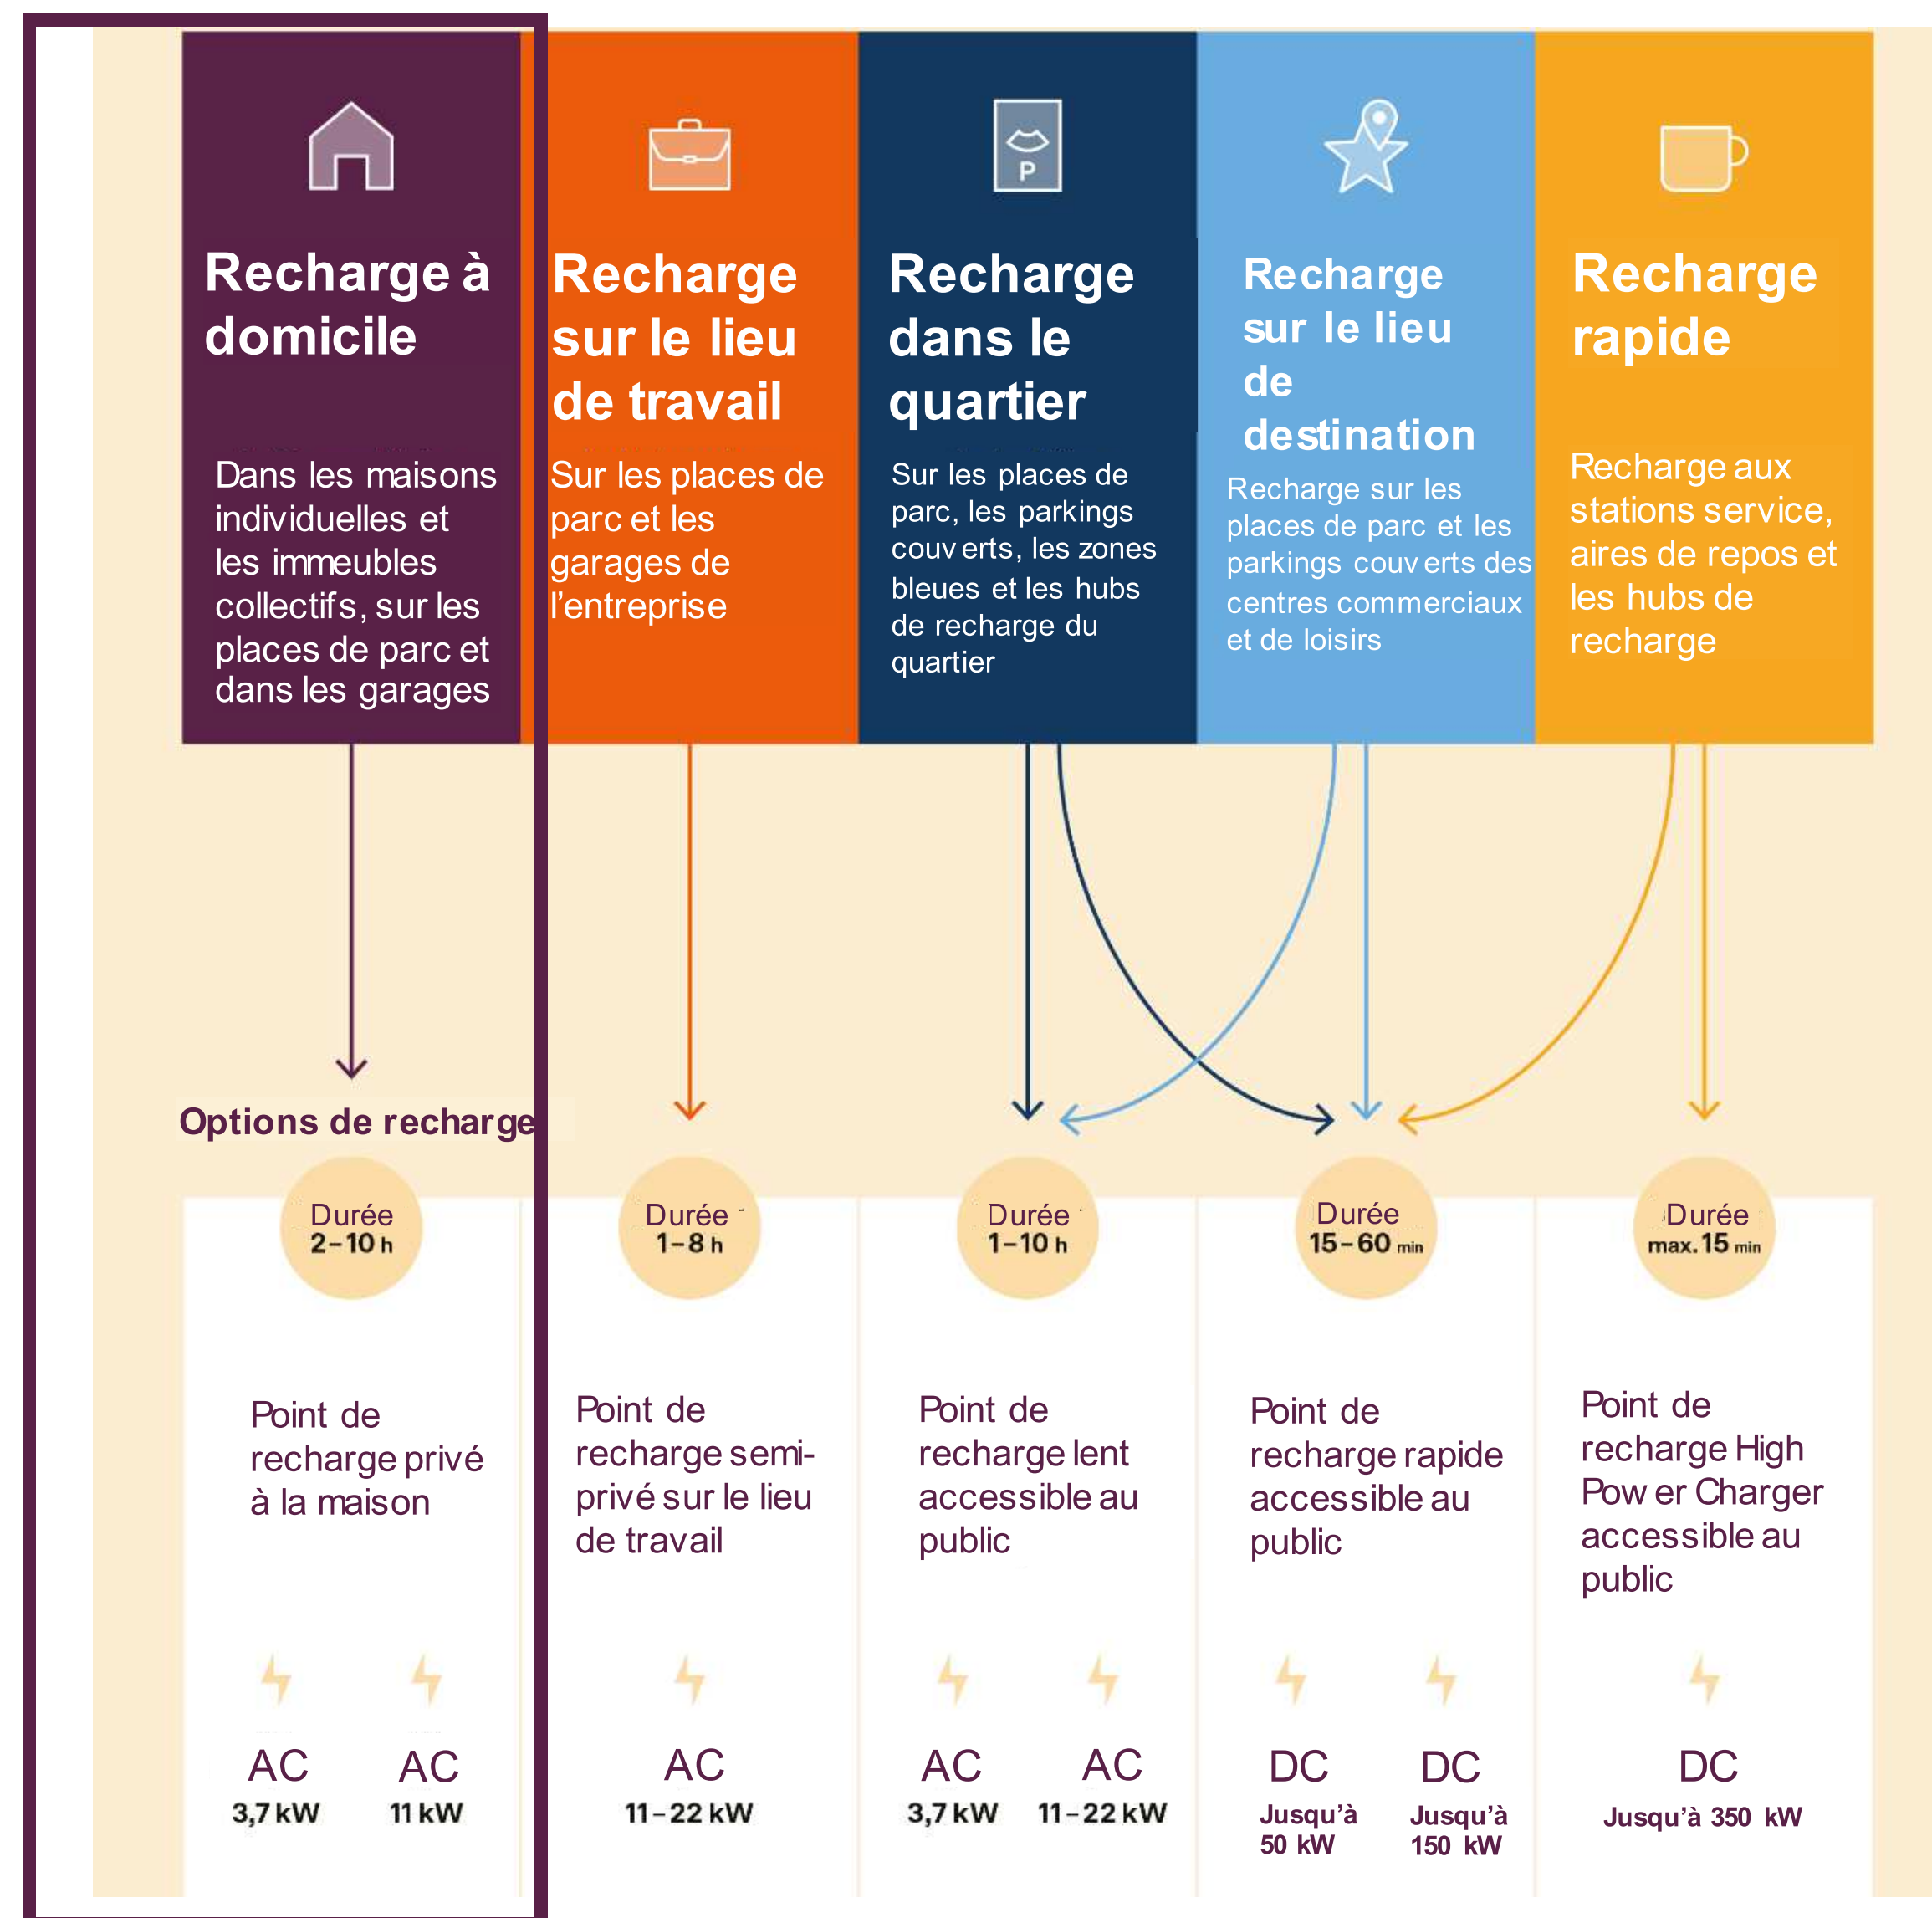 Recharge à
domicile
Dans les maisons
individuelles et
les immeubles
collectifs, sur les
places de parc et
dans les garages
Recharge
sur le lieu
de travail
Sur les places de
parc et les
garages de
l'entreprise
P
Recharge
dans le
quartier
Sur les places de
parc, les parkings
couverts, les zones
bleues et les hubs
de recharge du
quartier
Recharge
sur le lieu
de
destination
Recharge sur les
places de parc et les
parkings couverts des
centres commerciaux
et de loisirs
Recharge
rapide
Recharge aux
stations service,
aires de repos et
les hubs de
recharge
Options de recharge
Durée
2–10 h
Point de
recharge privé
à la maison
AC
3,7 kW
AC
11 kW
Durée
1–8 h
Point de
recharge semi-
privé sur le lieu
de travail
AC
11–22 kW
Durée
1–10 h
Point de
recharge lent
accessible au
public
AC
3,7 kW
AC
11–22 kW
Durée
15–60 min
Point de
recharge rapide
accessible au
public
DC
Jusqu'à
50 kW
DC
Jusqu'à
150 kW
Durée
max. 15 min
Point de
recharge High
Power Charger
accessible au
public
DC
Jusqu'à 350 kW